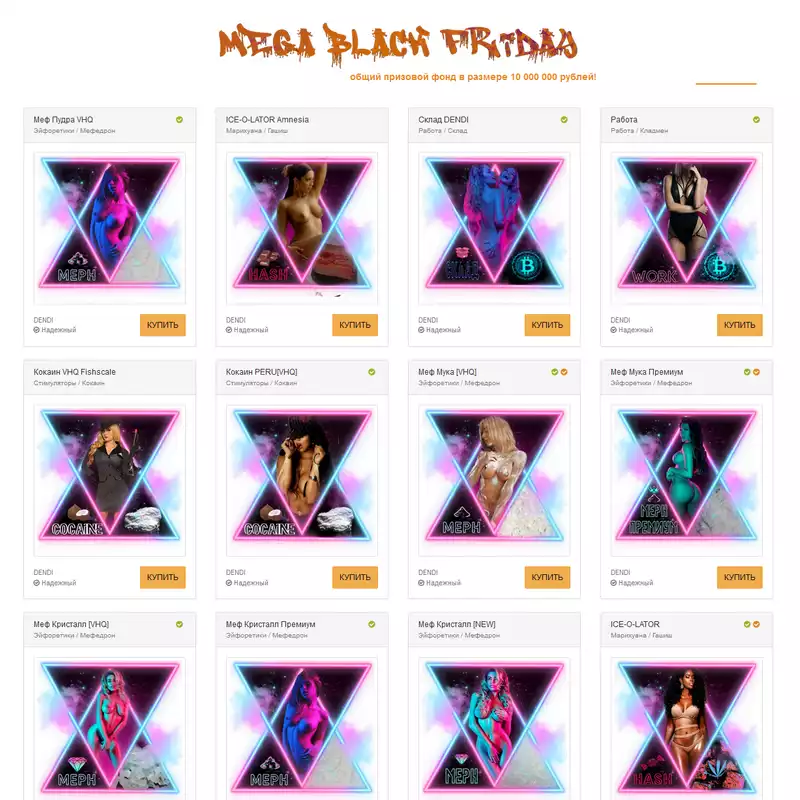 MEGA BLACK FRiDAY
общий призовой фонд в размере 10 000 000 рублей!
Меф Пудра VHQ
Эйфоретики / Мефедрон
MEPH
DENDI
Надежный
КУПИТЬ
ICE-O-LATOR Amnesia
Марихуана / Гашиш
HASH
DENDI
Надежный
КУПИТЬ
Склад DENDI
Работа / Склад
DENDI
Надежный
КУПИТЬ
Работа
Работа / Кладмен
WORK
DENDI
Надежный
КУПИТЬ
Кокаин VHQ Fishscale
Стимуляторы / Кокаин
COCAINE
DENDI
Надежный
КУПИТЬ
Кокаин PERU[VHQ]
Стимуляторы / Кокаин
COCAINE
DENDI
Надежный
КУПИТЬ
Меф Мука [VHQ]
Эйфоретики / Мефедрон
MEPH
DENDI
Надежный
КУПИТЬ
Меф Мука Премиум
Эйфоретики / Мефедрон
МЕРН
ПРЕМИУМ
DENDI
Надежный
КУПИТЬ
Меф Кристалл [VHQ]
Эйфоретики / Мефедрон
MEPH
Меф Кристалл Премиум
Эйфоретики / Мефедрон
MEPH
Меф Кристалл [NEW]
Эйфоретики / Мефедрон
MEPH
ICE-O-LATOR
Марихуана / Гашиш
HASH